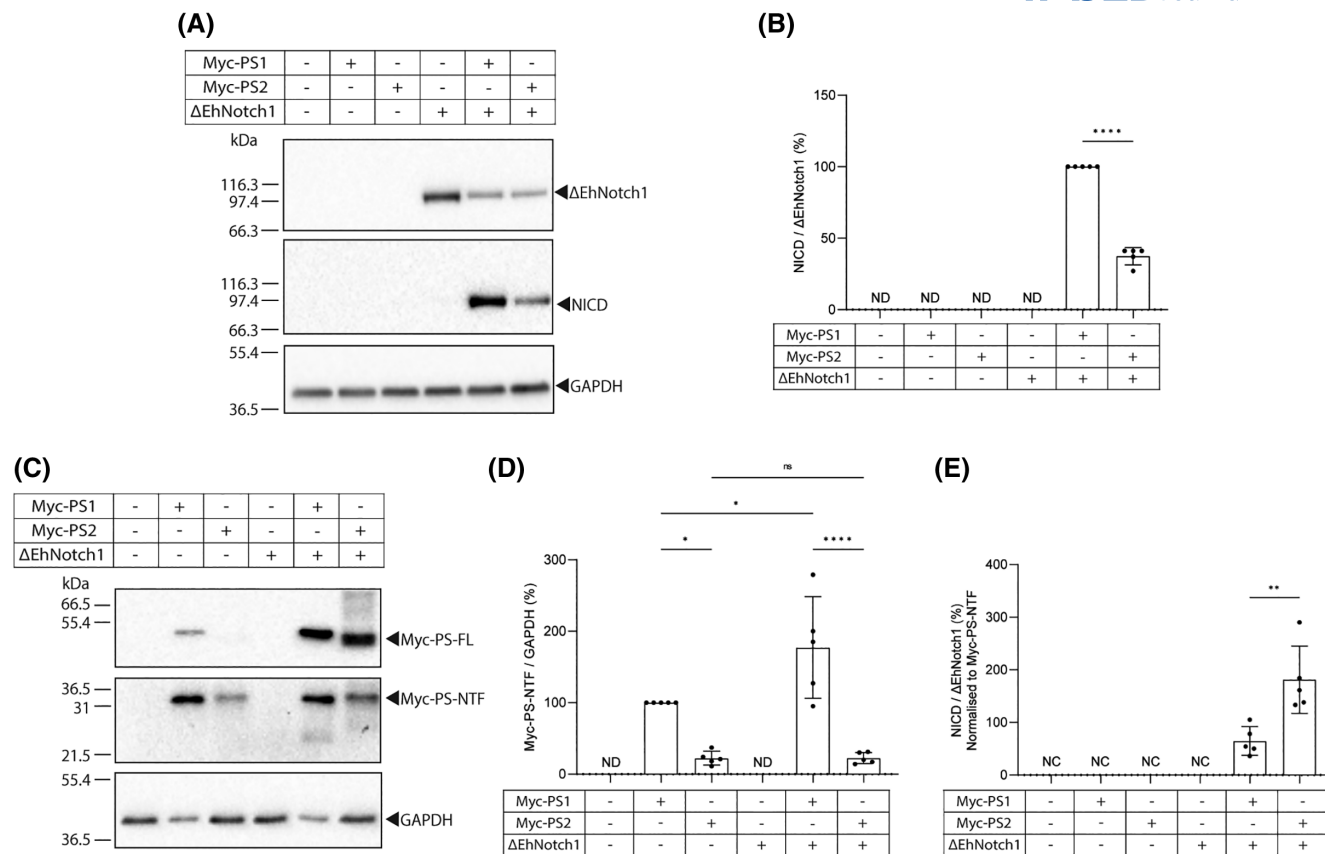 (A)
Myc-PS1 - + - - + -
Myc-PS2 - - + - - +
ΔEhNotch1 - - - + + +
kDa
116.3
97.4
66.3
ΔEhNotch1
116.3
97.4
66.3
NICD
55.4
36.5
GAPDH
(B)
NICD / ΔEhNotch1 (%)
150
100
50
0
****
ND ND ND ND
Myc-PS1 - + - - + -
Myc-PS2 - - + - - +
ΔEhNotch1 - - - + + +
(C)
Myc-PS1 - + - - + -
Myc-PS2 - - + - - +
ΔEhNotch1 - - - + + +
kDa
66.5
55.4
Myc-PS-FL
36.5
31
21.5
Myc-PS-NTF
55.4
36.5
GAPDH
(D)
Myc-PS-NTF / GAPDH (%)
300
200
100
0
ns
*
* ****
ND ND
Myc-PS1 - + - - + -
Myc-PS2 - - + - - +
ΔEhNotch1 - - - + + +
(E)
NICD / ΔEhNotch1 (%)
Normalised to Myc-PS-NTF
400
300
200
100
0
**
NC NC NC NC
Myc-PS1 - + - - + -
Myc-PS2 - - + - - +
ΔEhNotch1 - - - + + +